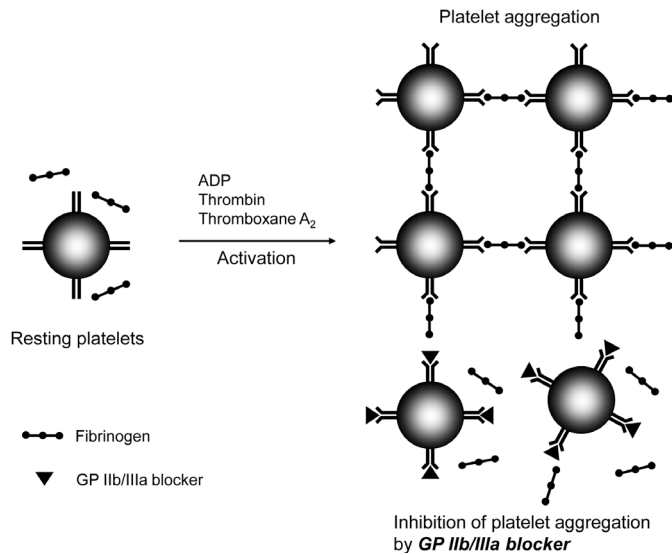 Platelet aggregation
ADP
Thrombin
Thromboxane A₂
Activation
Resting platelets
Fibrinogen
GP IIb/IIIa blocker
Inhibition of platelet aggregation
by GP IIb/IIIa blocker